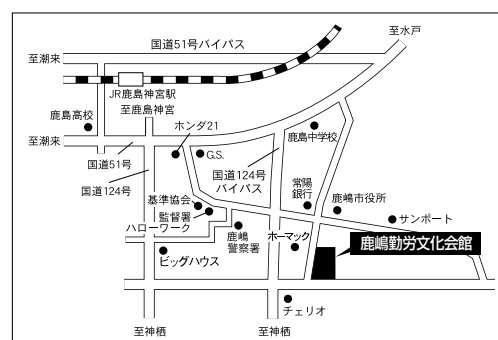 至水戸
国道51号バイパス
至潮来
JR鹿島神宮駅
至鹿島神宮
鹿島高校
ホンダ21
鹿島中学校
至潮来
G.S.
国道51号
国道124号
バイパス
国道124号
常陽
銀行
基準協会
監督署
ハローワーク
鹿嶋市役所
サンポート
鹿嶋
警察署
ホーマック
鹿嶋勤労文化会館
ビッグハウス
チェリオ
至神栖
至神栖